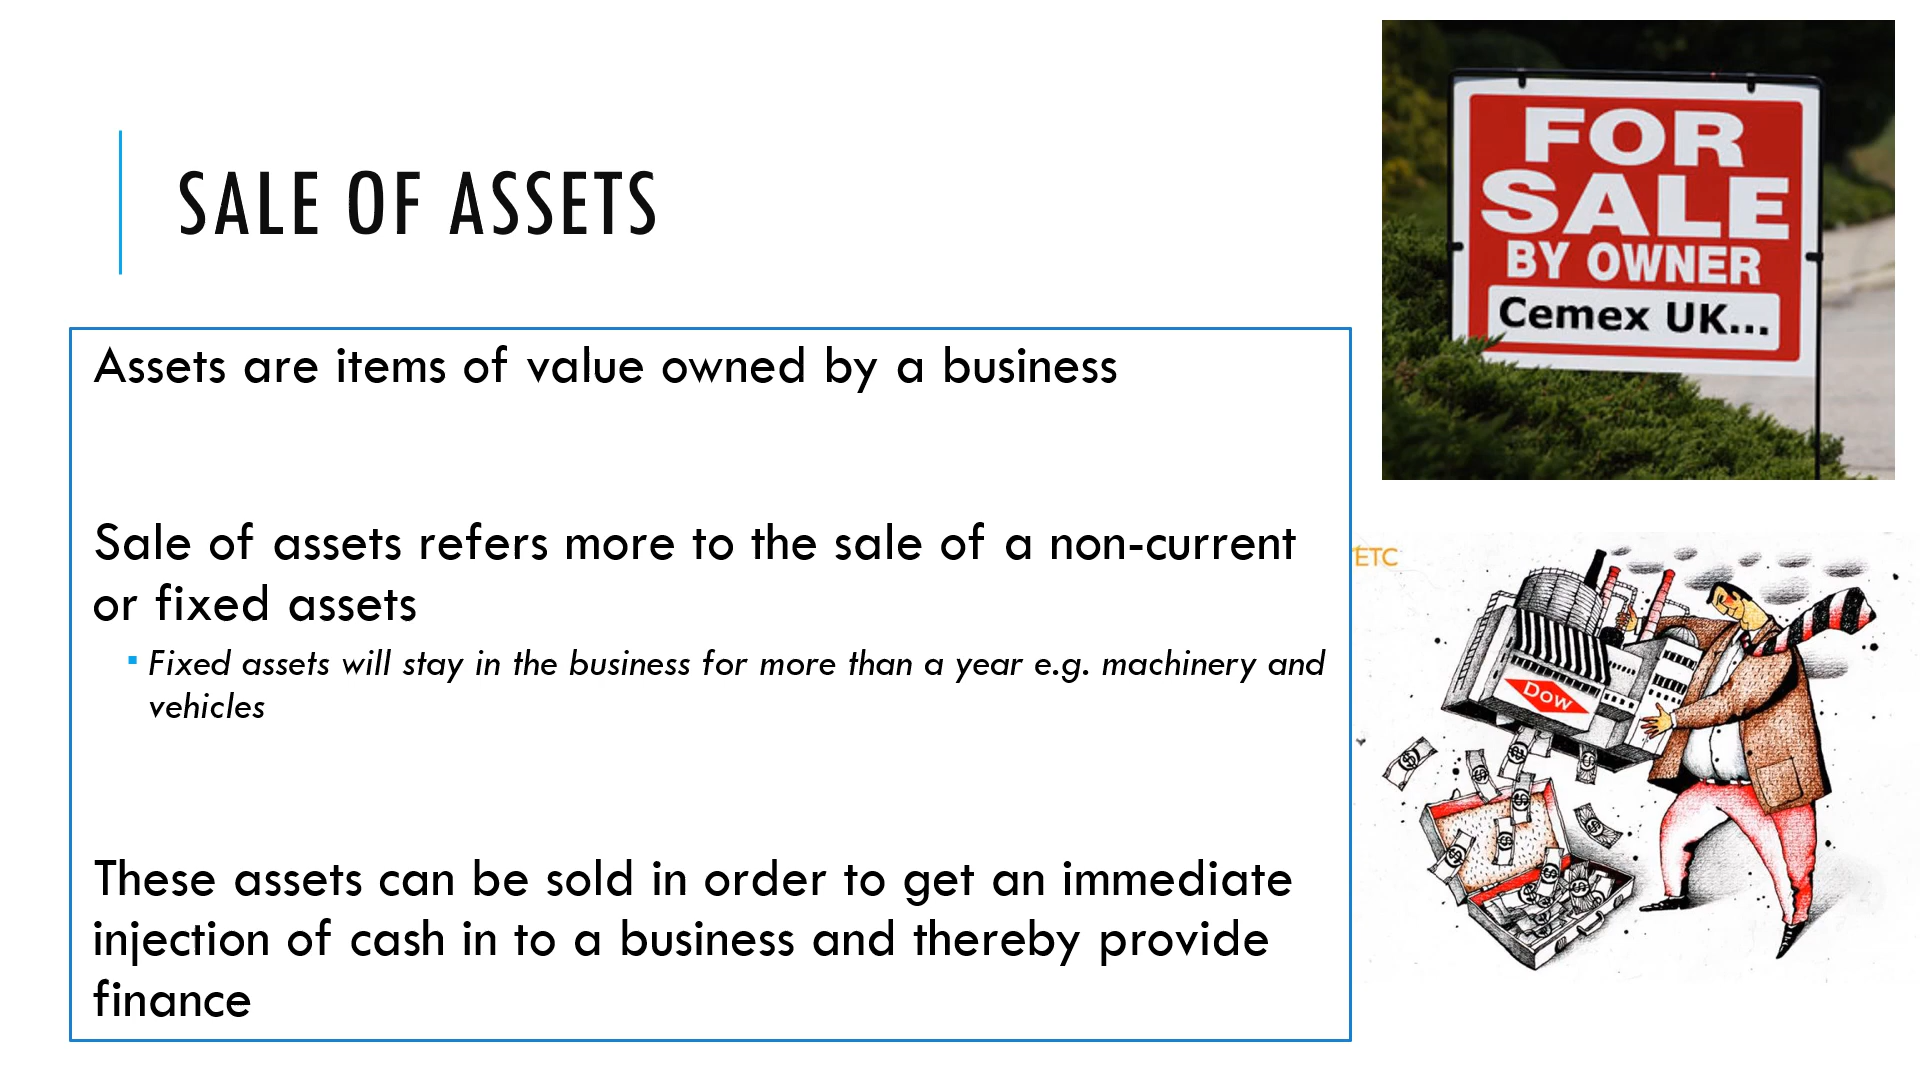 SALE OF ASSETS
Assets are items of value owned by a business
Sale of assets refers more to the sale of a non-current
or fixed assets
▪ Fixed assets will stay in the business for more than a year e.g. machinery and
vehicles
These assets can be sold in order to get an immediate
injection of cash in to a business and thereby provide
finance
FOR
SALE
BY OWNER
Cemex UK...
ETC
Dow